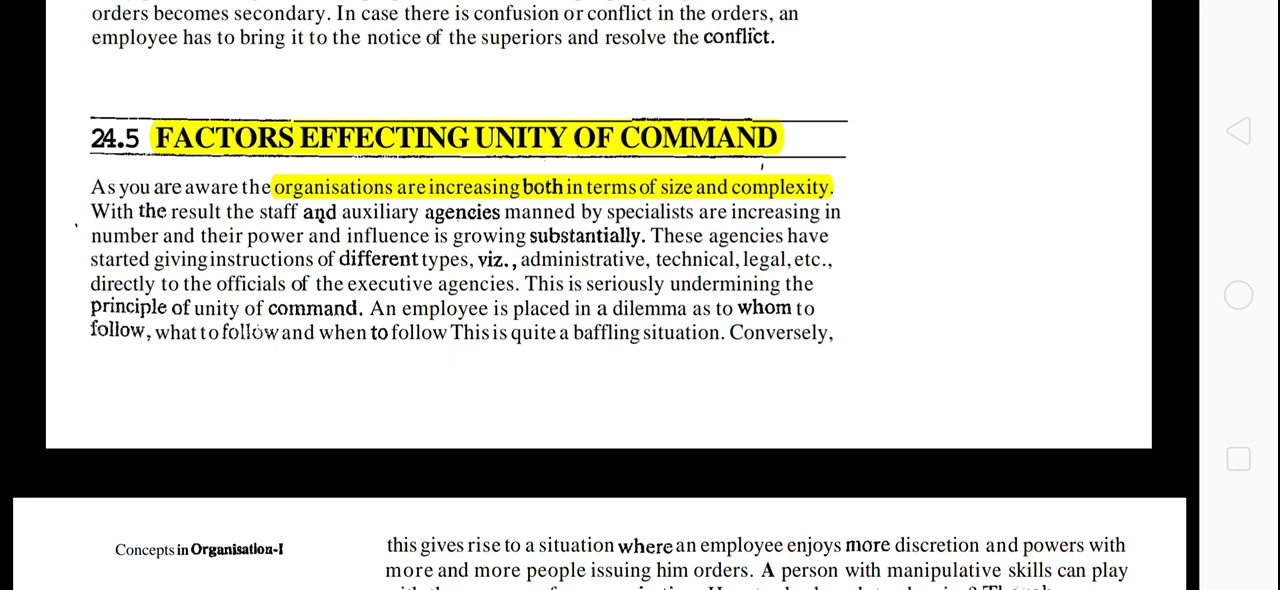 orders becomes secondary. In case there is confusion or conflict in the orders, an
employee has to bring it to the notice of the superiors and resolve the conflict.
24.5 FACTORS EFFECTING UNITY OF COMMAND
As you are aware the organisations are increasing both in terms of size and complexity.
With the result the staff and auxiliary agencies manned by specialists are increasing in
number and their power and influence is growing substantially. These agencies have
started giving instructions of different types, viz., administrative, technical, legal, etc.,
directly to the officials of the executive agencies. This is seriously undermining the
principle of unity of command. An employee is placed in a dilemma as to whom to
follow, what to follow and when to follow This is quite a baffling situation. Conversely,
Concepts in Organisation-I
this gives rise to a situation where an employee enjoys more discretion and powers with
more and more people issuing him orders. A person with manipulative skills can play